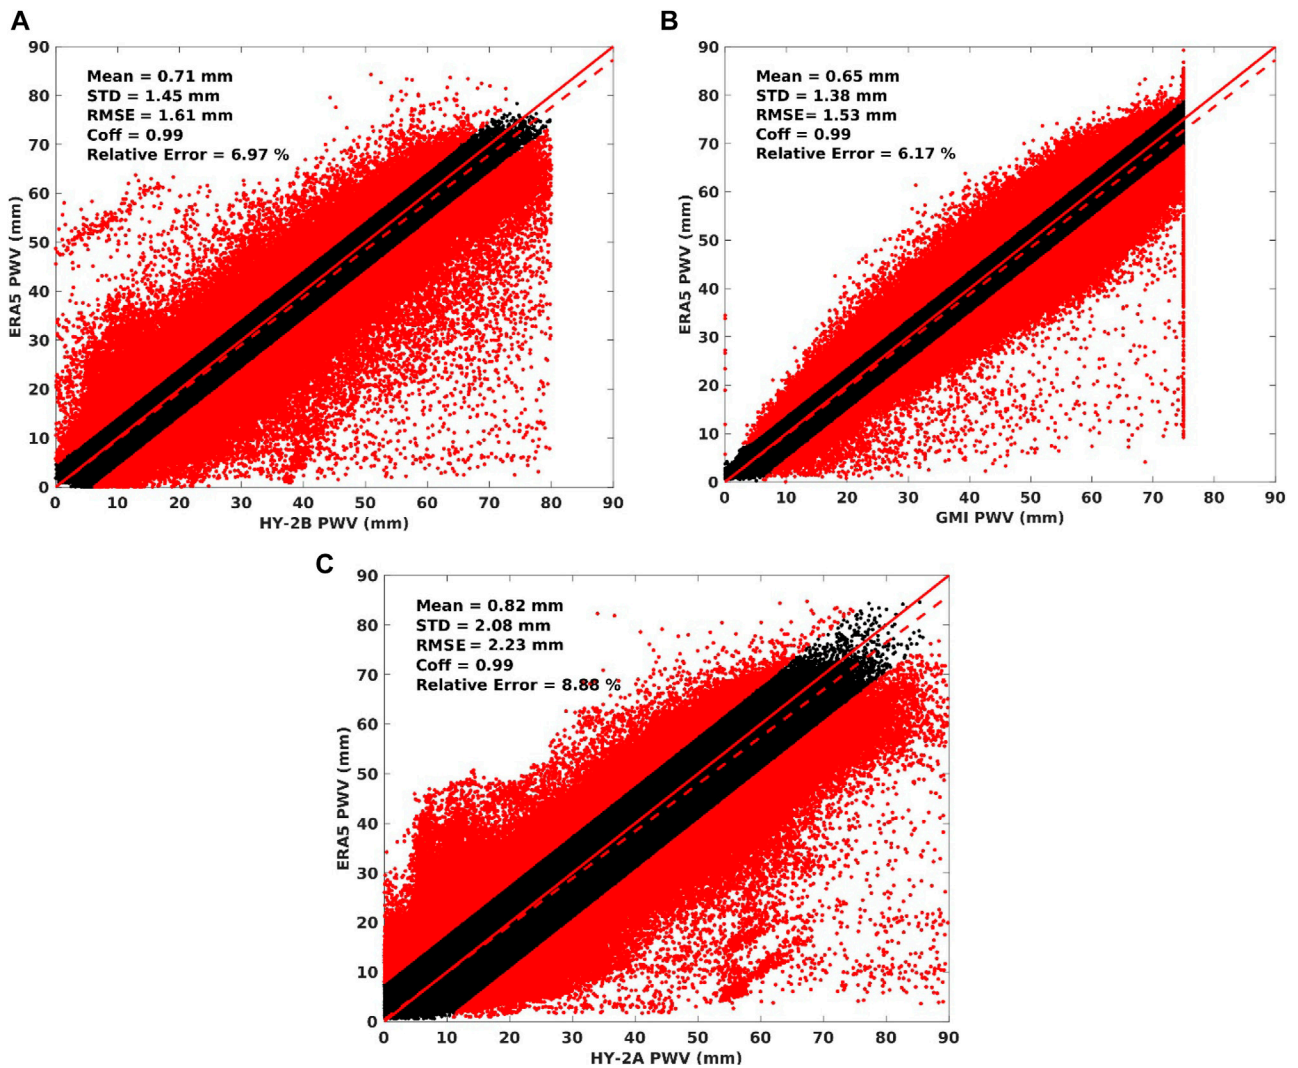 A
Mean = 0.71 mm
STD = 1.45 mm
RMSE = 1.61 mm
Coff = 0.99
Relative Error = 6.97 %
ERA5 PWV (mm)
90
80
70
60
50
40
30
20
10
0
0 10 20 30 40 50 60 70 80 90
HY-2B PWV (mm)
B
Mean = 0.65 mm
STD = 1.38 mm
RMSE= 1.53 mm
Coff = 0.99
Relative Error = 6.17 %
ERA5 PWV (mm)
90
80
70
60
50
40
30
20
10
0
0 10 20 30 40 50 60 70 80 90
GMI PWV (mm)
C
Mean = 0.82 mm
STD = 2.08 mm
RMSE = 2.23 mm
Coff = 0.99
Relative Error = 8.88 %
ERA5 PWV (mm)
90
80
70
60
50
40
30
20
10
0
0 10 20 30 40 50 60 70 80 90
HY-2A PWV (mm)